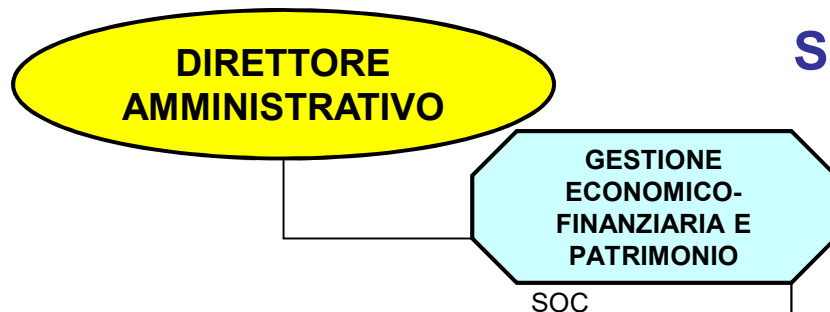 DIRETTORE
AMMINISTRATIVO
S
GESTIONE
ECONOMICO-
FINANZIARIA E
PATRIMONIO
SOC